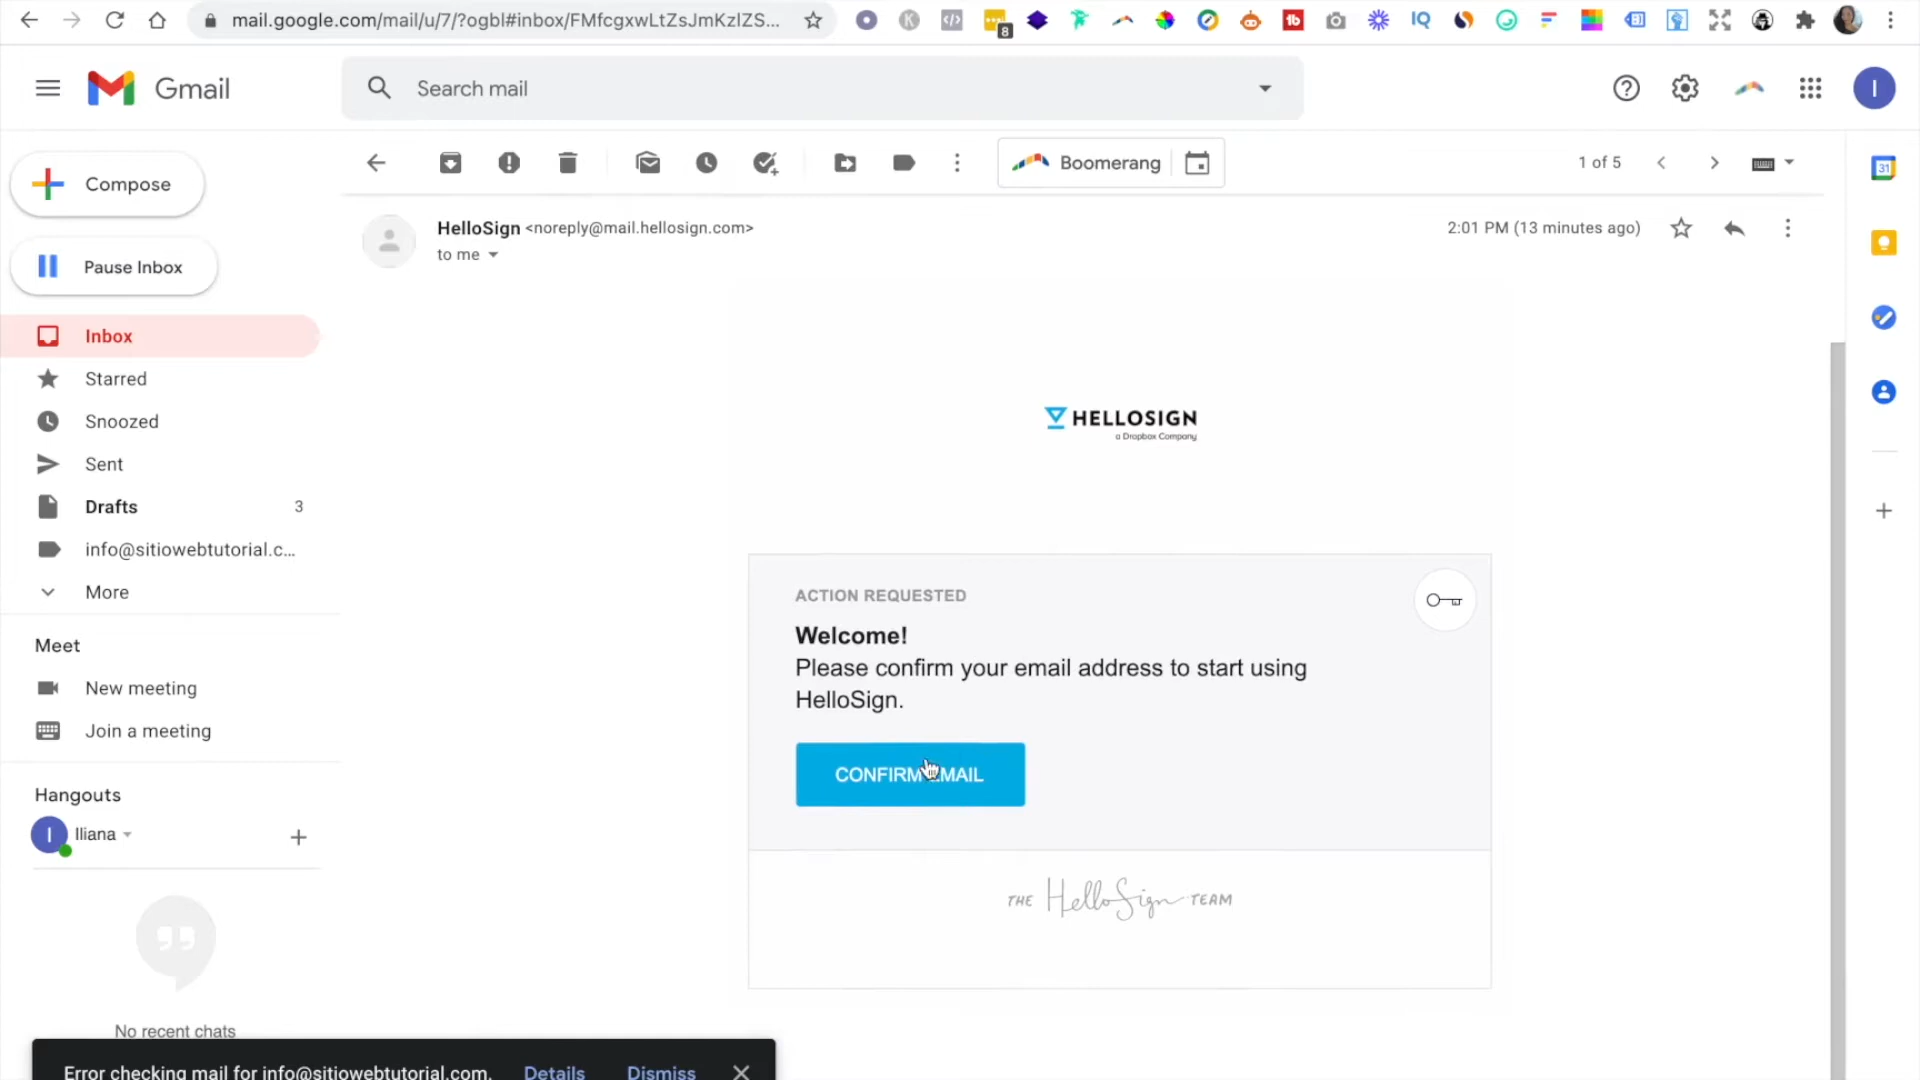 mail.google.com/mail/u/7/?ogbl#inbox/FMfcgxwLtZsJmKzlZS...
8
Gmail
Search mail
I
Compose
Boomerang
1 of 5
31
HelloSign <noreply@mail.hellosign.com>
2:01 PM (13 minutes ago)
to me
Pause Inbox
Inbox
Starred
Snoozed
Sent
Drafts 3
info@sitiowebtutorial.c...
More
Meet
New meeting
Join a meeting
Hangouts
I Iliana
No recent chats
HELLOSIGN
a Dropbox Company
ACTION REQUESTED
Welcome!
Please confirm your email address to start using
HelloSign.
CONFIRM EMAIL
THE HelloSign TEAM
Error checking mail for info@sitiowebtutorial.com. Details Dismiss